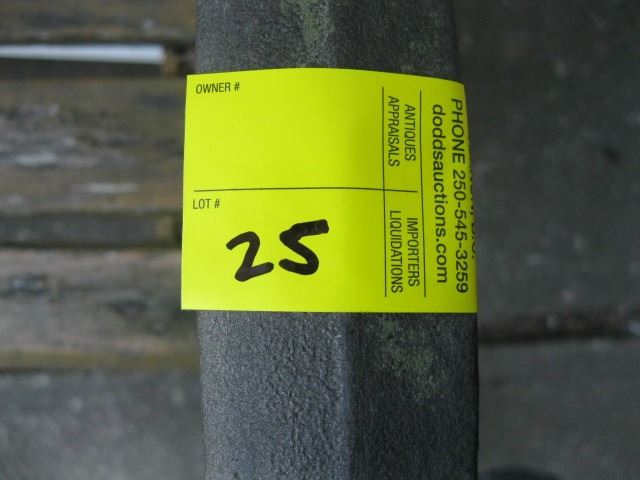 OWNER #
LOT #
25
ANTIQUES
APPRAISALS
IMPORTERS
LIQUIDATIONS
PHONE 250-545-3259
doddsauctions.com